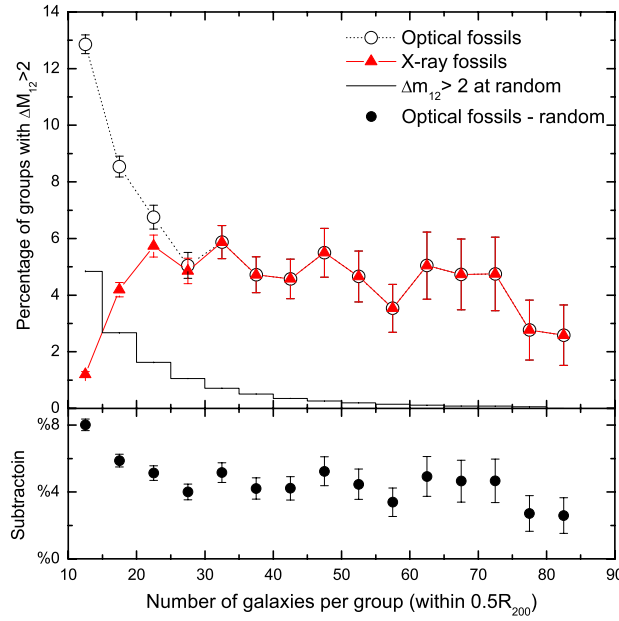 Percentage of groups with ΔM₁₂>2
14
12
10
8
6
4
2
0
Optical fossils
X-ray fossils
Δm₁₂> 2 at random
Optical fossils - random
Subtractoin
%8
%4
%0
10 20 30 40 50 60 70 80 90
Number of galaxies per group (within 0.5R₂₀₀)